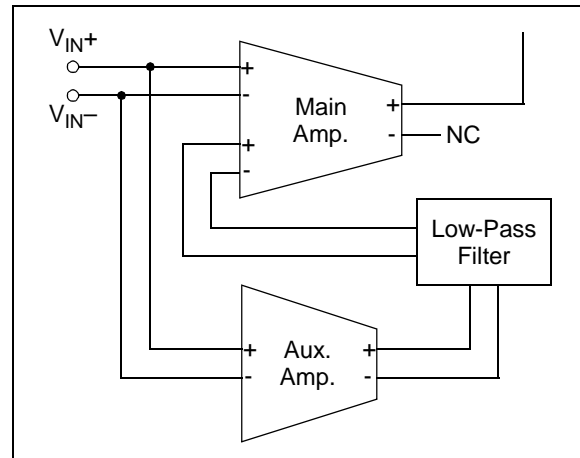 VIN+
VIN–
+
-
+
-
Main
Amp.
+
-
NC
Low-Pass
Filter
+
-
Aux.
Amp.
+
-